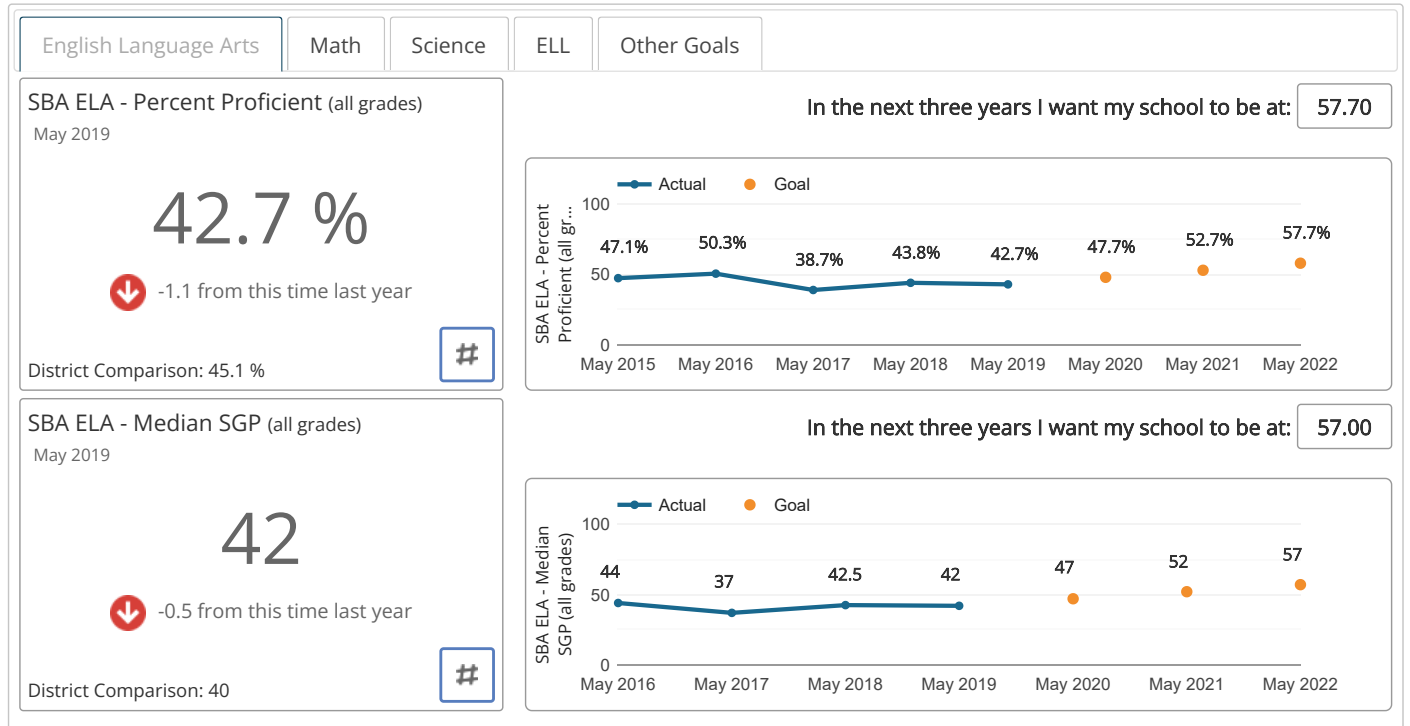 English Language Arts
Math
Science
ELL
Other Goals
SBA ELA - Percent Proficient (all grades)
May 2019
42.7 %
-1.1 from this time last year
District Comparison: 45.1 %
#
In the next three years I want my school to be at: 57.70
Actual
Goal
SBA ELA - Percent
Proficient (all gr...
100
50
0
47.1%
50.3%
38.7%
43.8%
42.7%
47.7%
52.7%
57.7%
May 2015
May 2016
May 2017
May 2018
May 2019
May 2020
May 2021
May 2022
SBA ELA - Median SGP (all grades)
May 2019
42
-0.5 from this time last year
District Comparison: 40
#
In the next three years I want my school to be at: 57.00
Actual
Goal
SBA ELA - Median
SGP (all grades)
100
50
0
44
37
42.5
42
47
52
57
May 2016
May 2017
May 2018
May 2019
May 2020
May 2021
May 2022